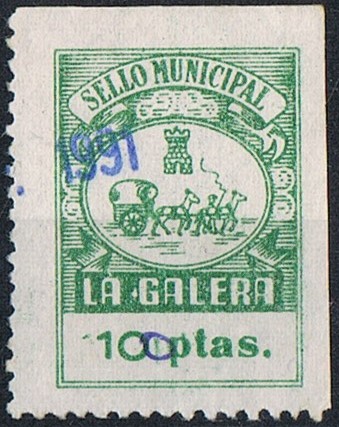 SELLO MUNICIPAL
1991
LA GALERA
100 ptas.